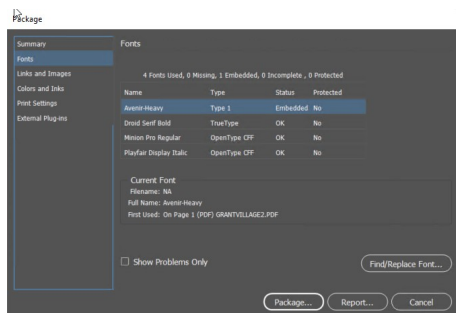 Package
Summary
Fonts
Links and Images
Colors and Inks
Print Settings
External Plug-ins
Fonts
4 Fonts Used, 0 Missing, 1 Embedded, 0 Incomplete , 0 Protected
Name Type Status Protected
Avenir-Heavy Type 1 Embedded No
Droid Serif Bold TrueType OK No
Minion Pro Regular OpenType CFF OK No
Playfair Display Italic OpenType CFF OK No
Current Font
Filename: NA
Full Name: Avenir-Heavy
First Used: On Page 1 (PDF) GRANTVILLAGE2.PDF
Show Problems Only
Find/Replace Font...
Package... Report... Cancel